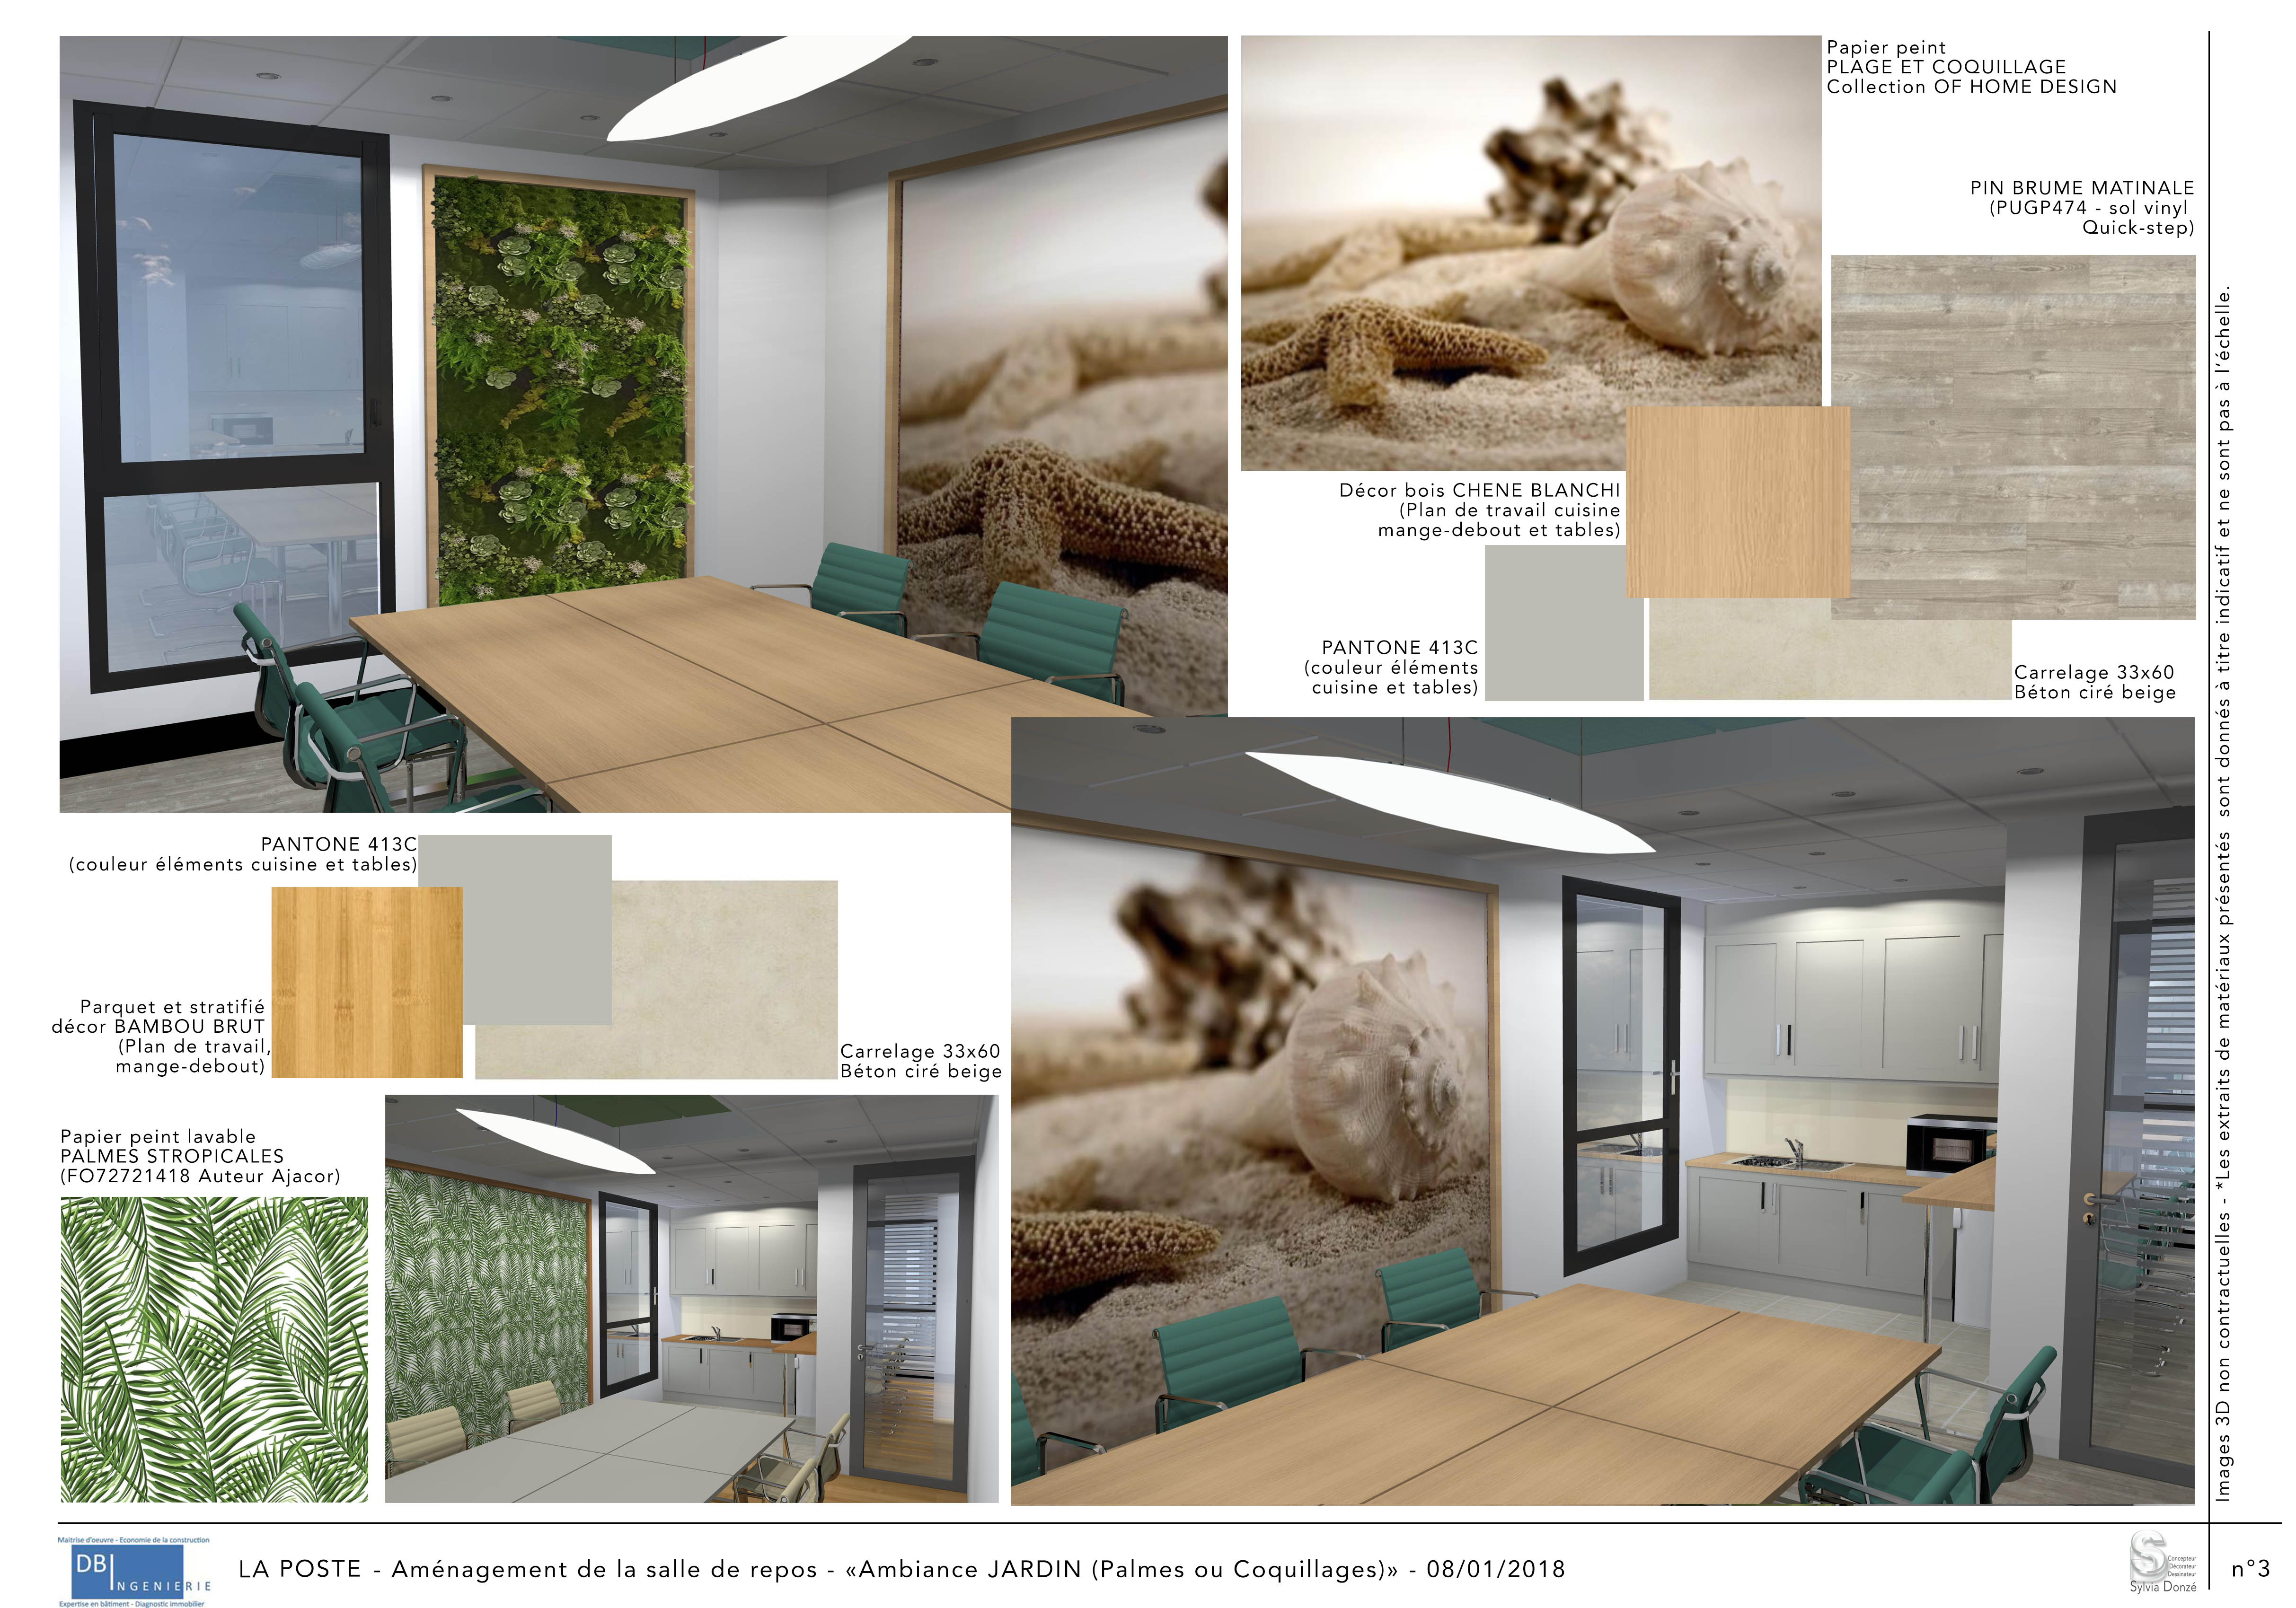 Papier peint
PLAGE ET COQUILLAGE
Collection OF HOME DESIGN
PIN BRUME MATINALE
(PUGP474 - sol vinyl
Quick-step)
Décor bois CHENE BLANCHI
(Plan de travail cuisine
mange-debout et tables)
PANTONE 413C
(couleur éléments
cuisine et tables)
Carrelage 33x60
Béton ciré beige
PANTONE 413C
(couleur éléments cuisine et tables)
Parquet et stratifié
décor BAMBOU BRUT
(Plan de travail,
mange-debout)
Carrelage 33x60
Béton ciré beige
Papier peint lavable
PALMES STROPICALES
(FO72721418 Auteur Ajacor)
Images 3D non contractuelles - *Les extraits de matériaux présentés sont donnés à titre indicatif et ne sont pas à l'échelle.
Maitrise d'oeuvre - Economie de la construction
DBI
NGENIERIE
Expertise en bâtiment - Diagnostic immobilier
LA POSTE - Aménagement de la salle de repos - «Ambiance JARDIN (Palmes ou Coquillages)» - 08/01/2018
S
Concepteur
Décorateur
Dessinateur
Sylvia Donzé
n°3